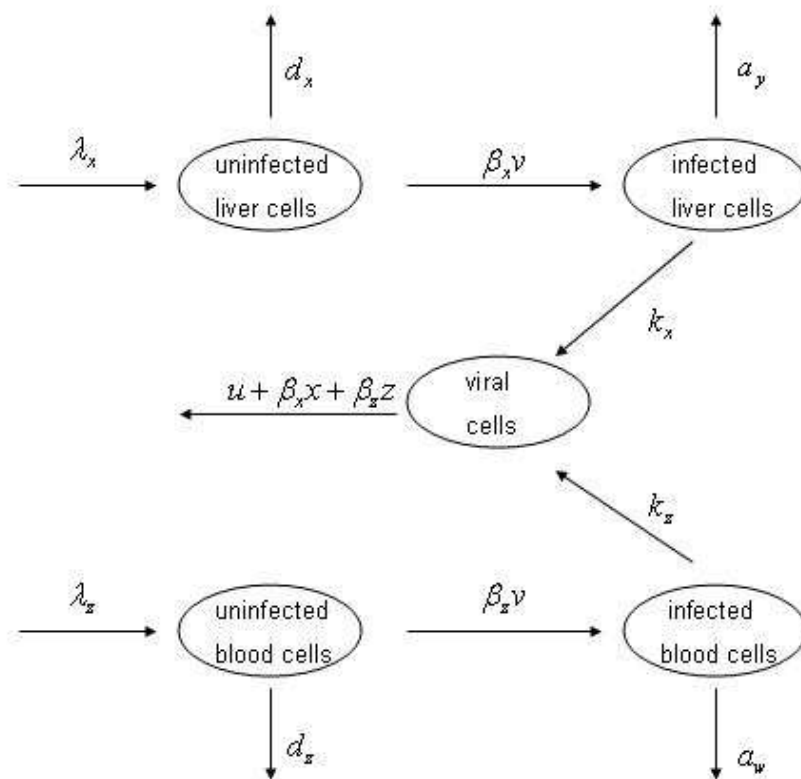 d_x
a_y
λ_x
uninfected
liver cells
β_x v
infected
liver cells
k_x
u + β_x x + β_z z
viral
cells
k_z
λ_z
uninfected
blood cells
β_z v
infected
blood cells
d_z
a_w